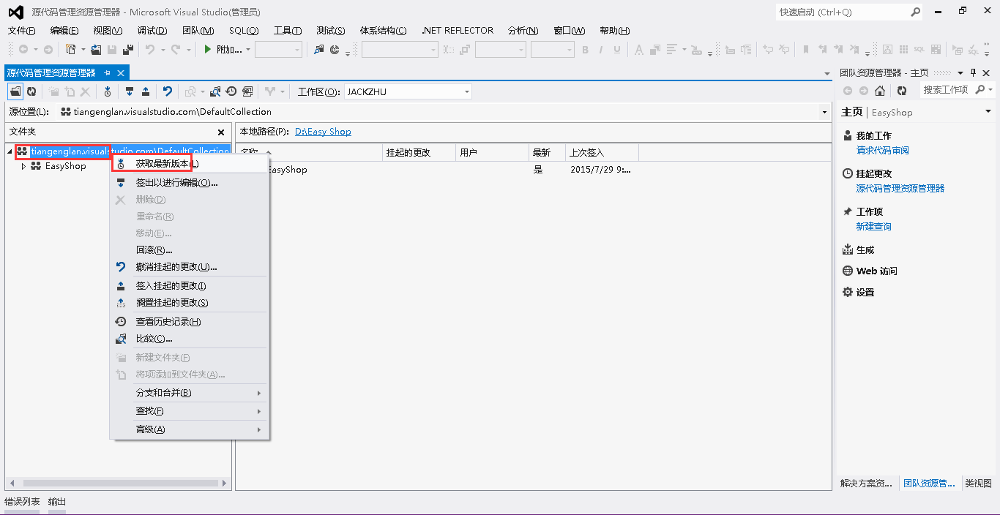 源代码管理资源管理器 - Microsoft Visual Studio(管理员)
快速启动 (Ctrl+Q)
文件(F) 编辑(E) 视图(V) 调试(D) 团队(M) SQL(Q) 工具(T) 测试(S) 体系结构(C) .NET REFLECTOR 分析(N) 窗口(W) 帮助(H)
附加...
源代码管理资源管理器
工作区(O): JACKZHU
源位置(L): tiangenglan.visualstudio.com\DefaultCollection
文件夹
tiangenglan.visualstudio.com\DefaultCollection
EasyShop
本地路径(P): D:\Easy Shop
名称 挂起的更改 用户 最新 上次签入
EasyShop 是 2015/7/29 9:...
获取最新版本(L)
签出以进行编辑(O)...
删除(D)
重命名(R)
移动(E)...
回滚(R)...
撤消挂起的更改(U)...
签入挂起的更改(I)
搁置挂起的更改(S)
查看历史记录(H)
比较(C)...
新建文件夹(F)
将项添加到文件夹(A)...
分支和合并(B)
查找(F)
高级(A)
团队资源管理器 - 主页
搜索工作项
主页 | EasyShop
我的工作
请求代码审阅
挂起更改
源代码管理资源管理器
工作项
新建查询
生成
Web 访问
设置
解决方案资... 团队资源管... 类视图
错误列表 输出